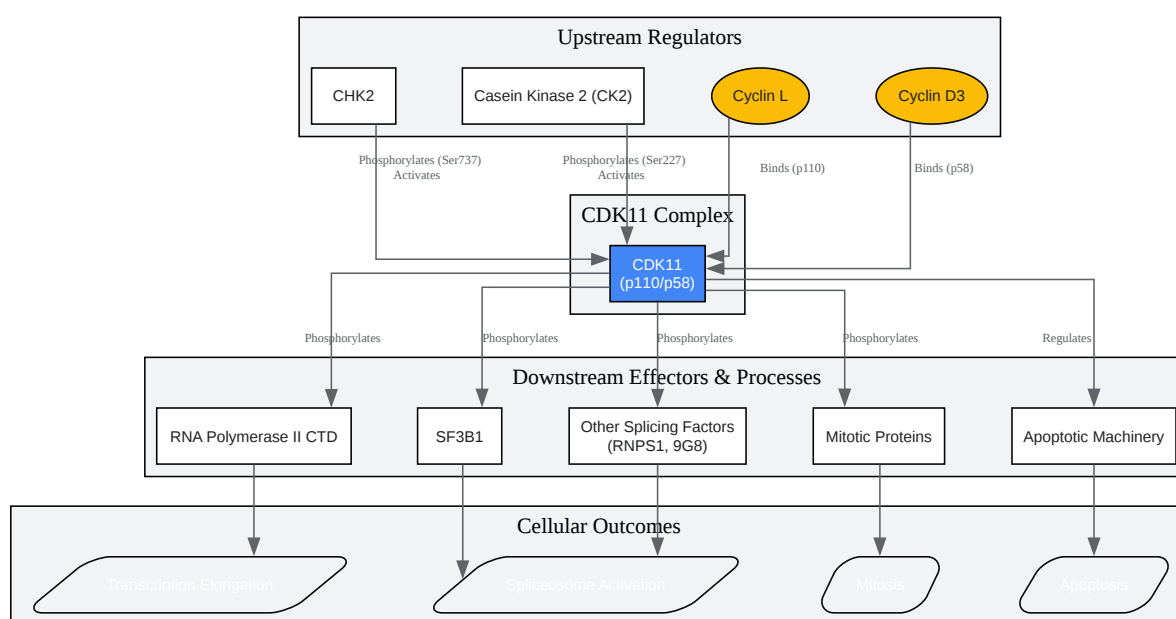 Upstream Regulators
CHK2
Casein Kinase 2 (CK2)
Cyclin L
Cyclin D3
Phosphorylates (Ser737)
Activates
Phosphorylates (Ser227)
Activates
Binds (p110)
Binds (p58)
CDK11 Complex
CDK11
(p110/p58)
Phosphorylates
Phosphorylates
Phosphorylates
Phosphorylates
Regulates
Downstream Effectors & Processes
RNA Polymerase II CTD
SF3B1
Other Splicing Factors
(RNPS1, 9G8)
Mitotic Proteins
Apoptotic Machinery
Cellular Outcomes
Transcription Elongation
Spliceosome Activation
Mitosis
Apoptosis